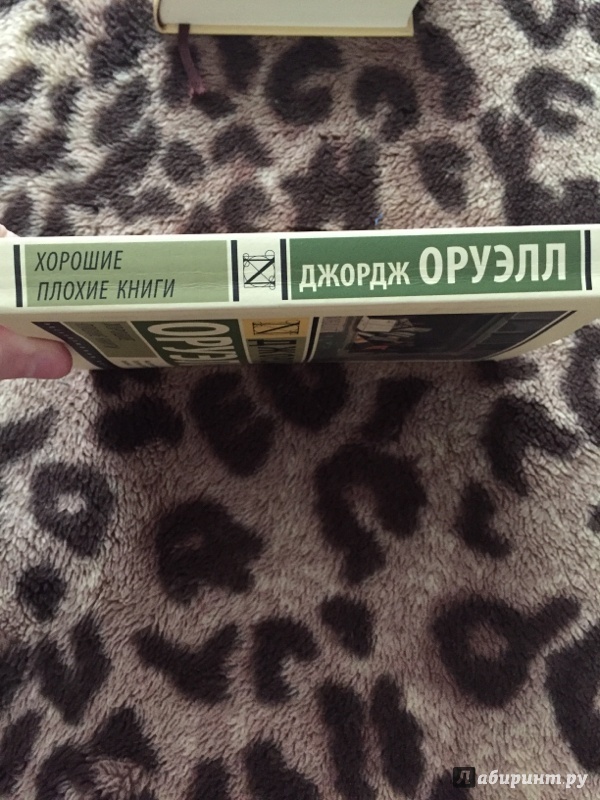 ХОРОШИЕ
ПЛОХИЕ КНИГИ
N
ДЖОРДЖ ОРУЭЛЛ
Лабиринт.ру